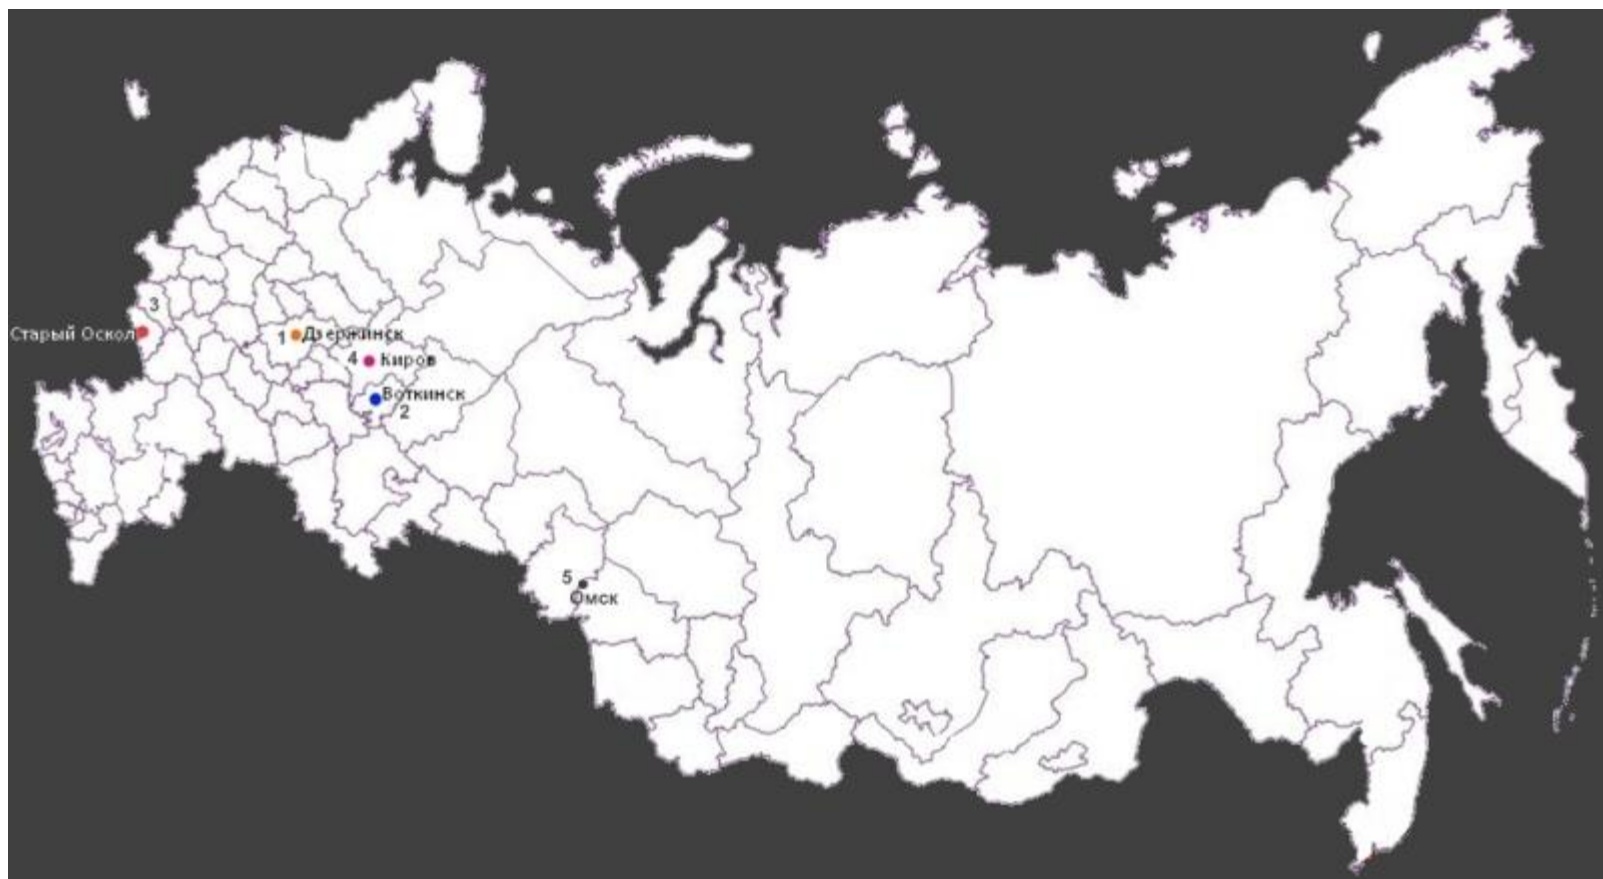 3
Старый Оскол
1 Дзержинск
4 Киров
Воткинск
2
5
Омск